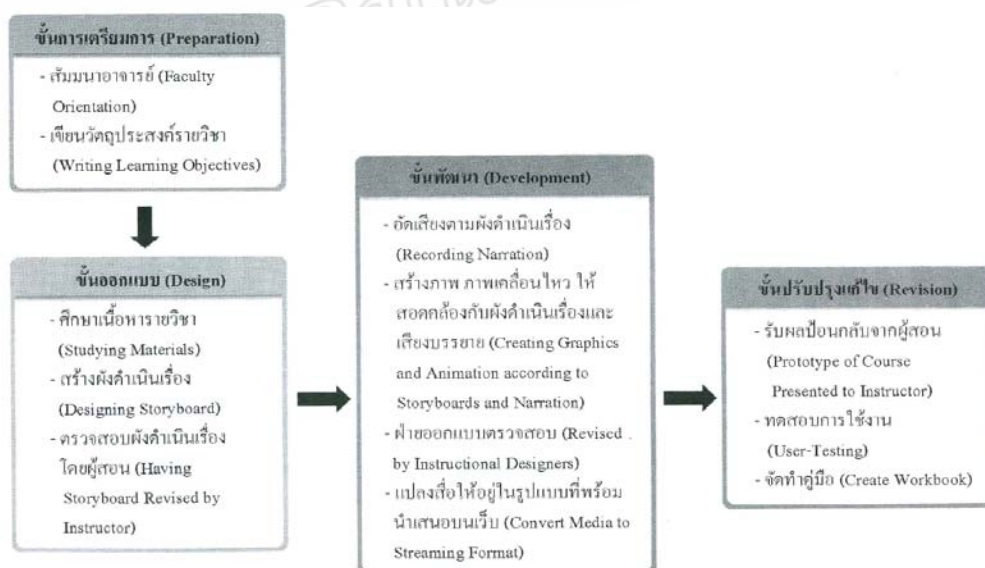 ขั้นการเตรียมการ (Preparation)
- สัมมนาอาจารย์ (Faculty
Orientation)
- เขียนวัตถุประสงค์รายวิชา
(Writing Learning Objectives)
ขั้นออกแบบ (Design)
- ศึกษาเนื้อหารายวิชา
(Studying Materials)
- สร้างผังดำเนินเรื่อง
(Designing Storyboard)
- ตรวจสอบผังดำเนินเรื่อง
โดยผู้สอน (Having
Storyboard Revised by
Instructor)
ขั้นพัฒนา (Development)
- อัดเสียงตามผังดำเนินเรื่อง
(Recording Narration)
- สร้างภาพ ภาพเคลื่อนไหว ให้
สอดคล้องกับผังดำเนินเรื่องและ
เสียงบรรยาย (Creating Graphics
and Animation according to
Storyboards and Narration)
- ฝ่ายออกแบบตรวจสอบ (Revised
by Instructional Designers)
- แปลงสื่อให้อยู่ในรูปแบบที่พร้อม
นำเสนอบนเว็บ (Convert Media to
Streaming Format)
ขั้นปรับปรุงแก้ไข (Revision)
- รับผลป้อนกลับจากผู้สอน
(Prototype of Course
Presented to Instructor)
- ทดสอบการใช้งาน
(User-Testing)
- จัดทำคู่มือ (Create Workbook)